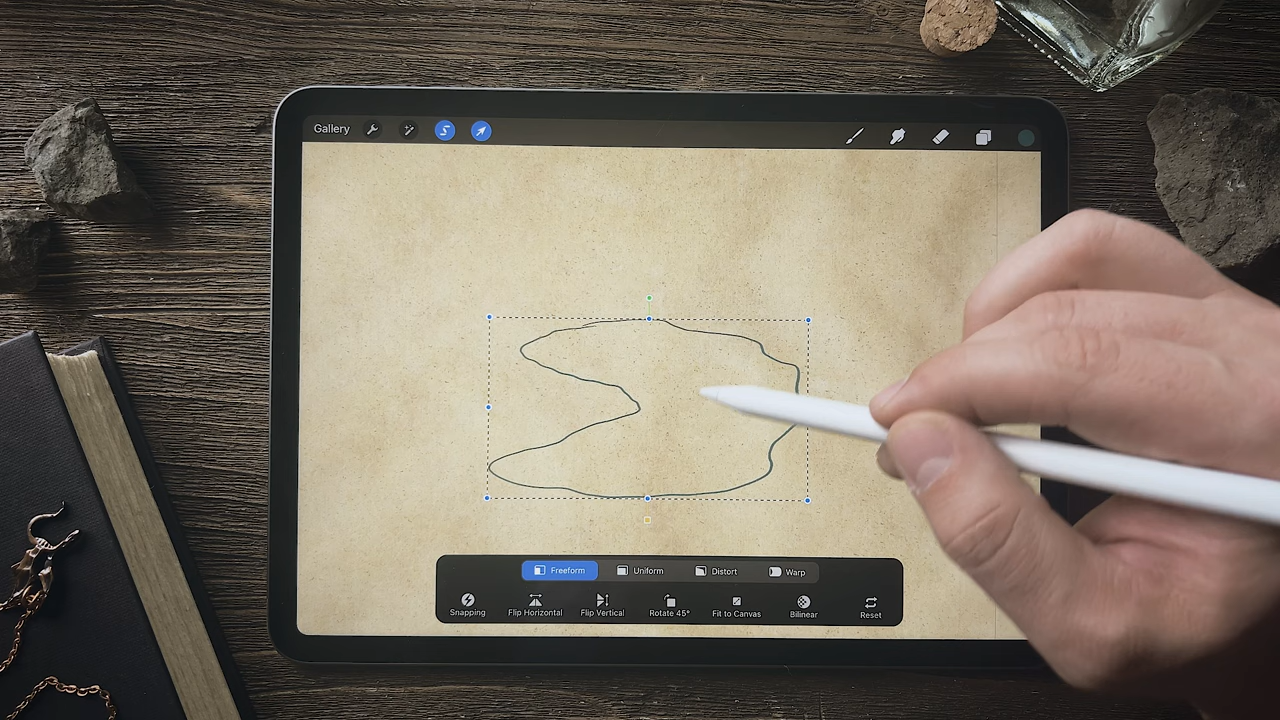 Gallery
Freeform Uniform Distort Warp
Snapping Flip Horizontal Flip Vertical Rotate 45° Fit to Canvas Bilinear Reset